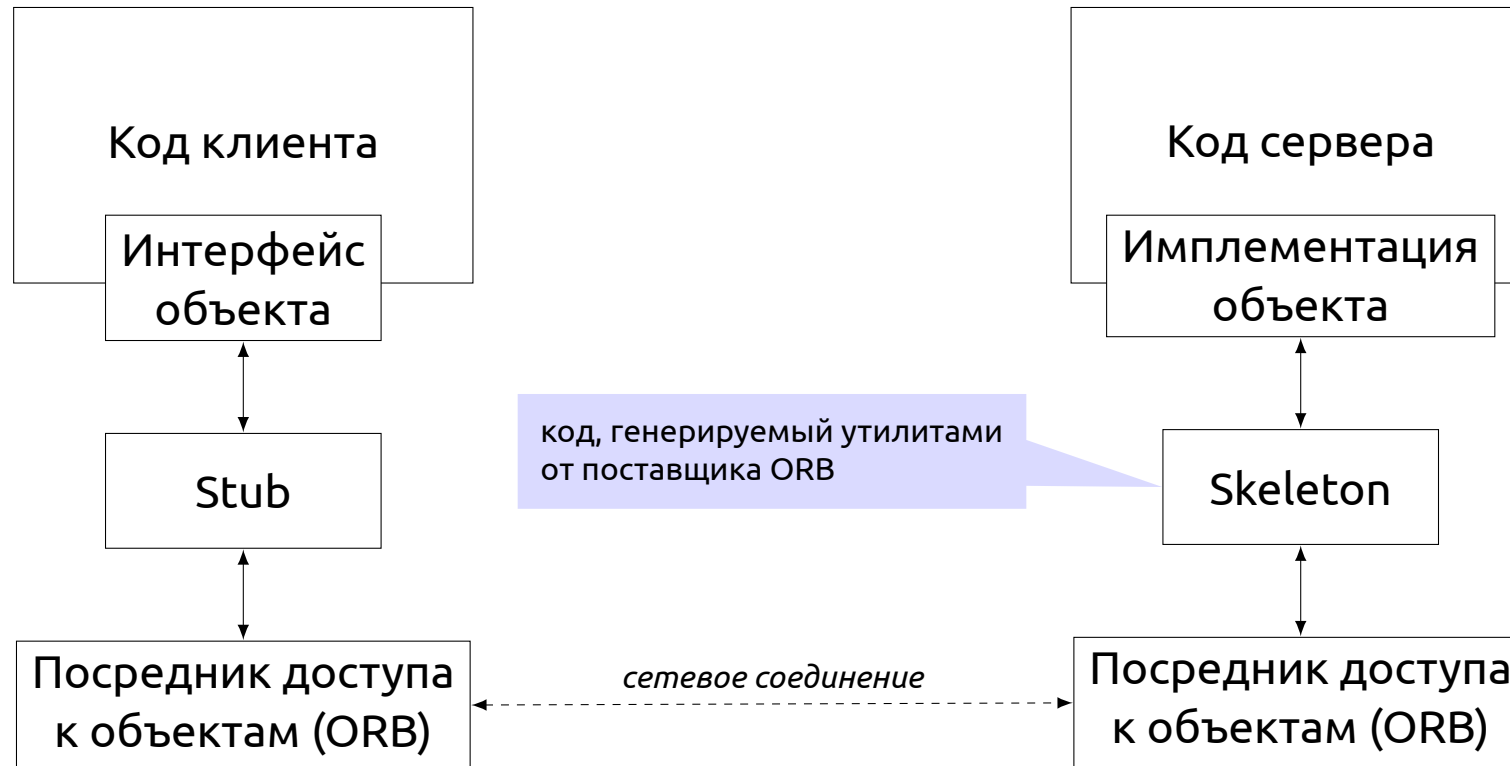 Код клиента
Интерфейс
объекта
Stub
Посредник доступа
к объектам (ORB)
код, генерируемый утилитами
от поставщика ORB
сетевое соединение
Код сервера
Имплементация
объекта
Skeleton
Посредник доступа
к объектам (ORB)